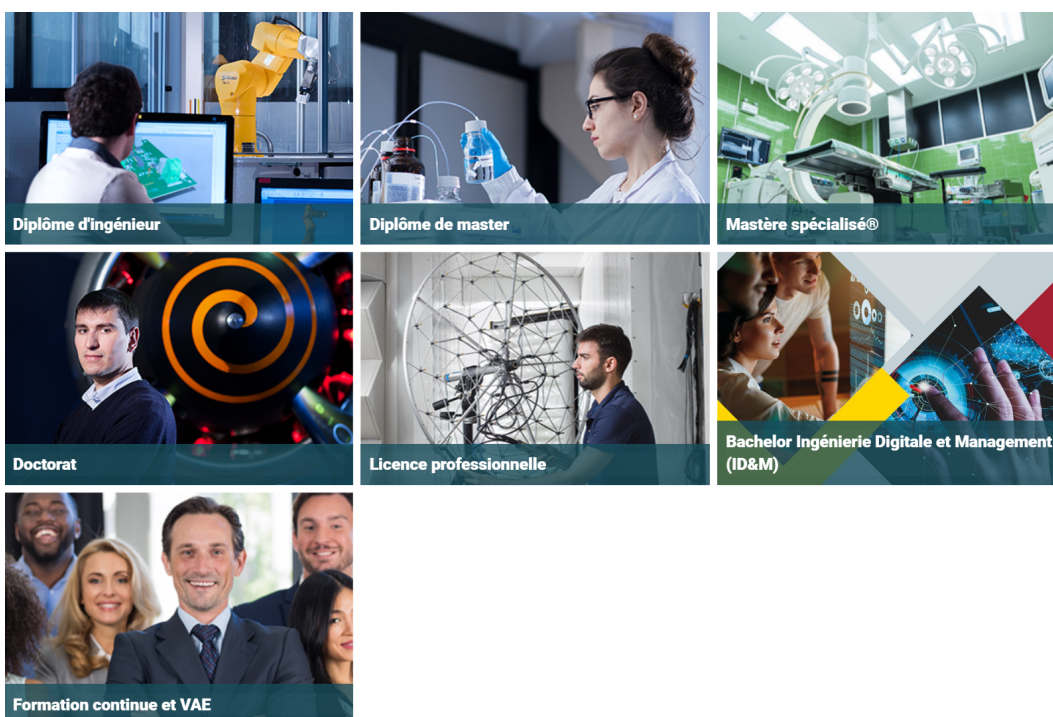 Diplôme d'ingénieur
Diplôme de master
Mastère spécialisé®
Doctorat
Licence professionnelle
Bachelor Ingénierie Digitale et Management
(ID&M)
Formation continue et VAE